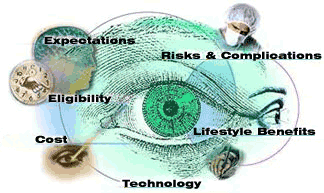 Expectations
Risks & Complications
Eligibility
Lifestyle Benefits
Cost
Technology